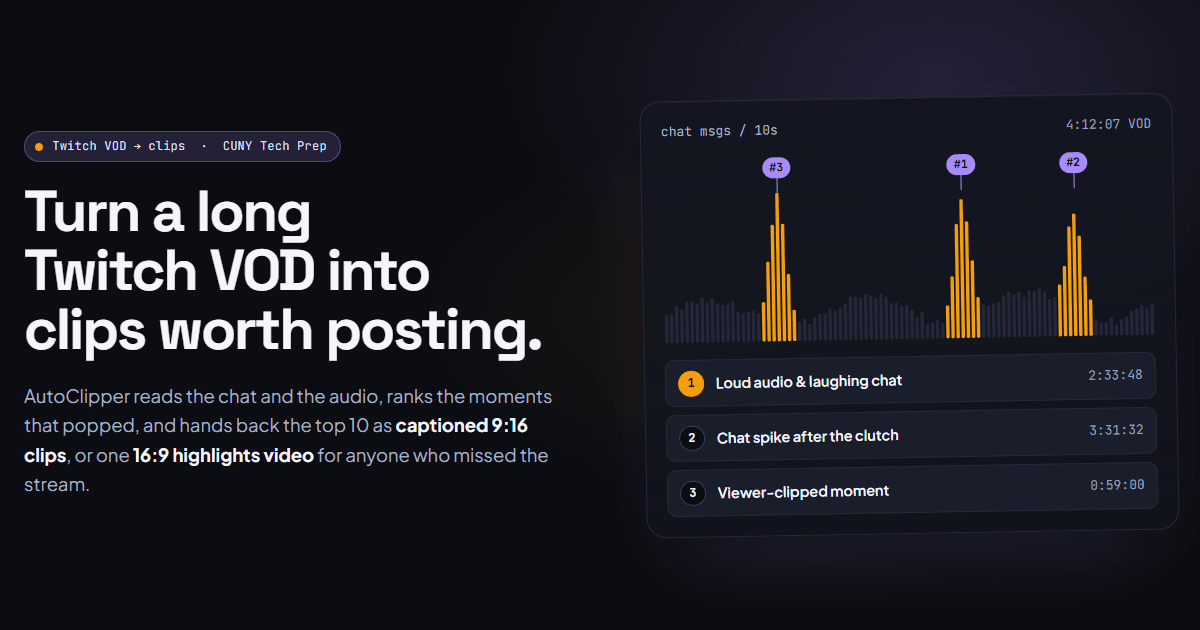 Twitch VOD → clips · CUNY Tech Prep
Turn a long
Twitch VOD into
clips worth posting.
AutoClipper reads the chat and the audio, ranks the moments
that popped, and hands back the top 10 as captioned 9:16
clips, or one 16:9 highlights video for anyone who missed the
stream.
chat msgs / 10s
4:12:07 VOD
#3
#1
#2
1 Loud audio & laughing chat 2:33:48
2 Chat spike after the clutch 3:31:32
3 Viewer-clipped moment 0:59:00